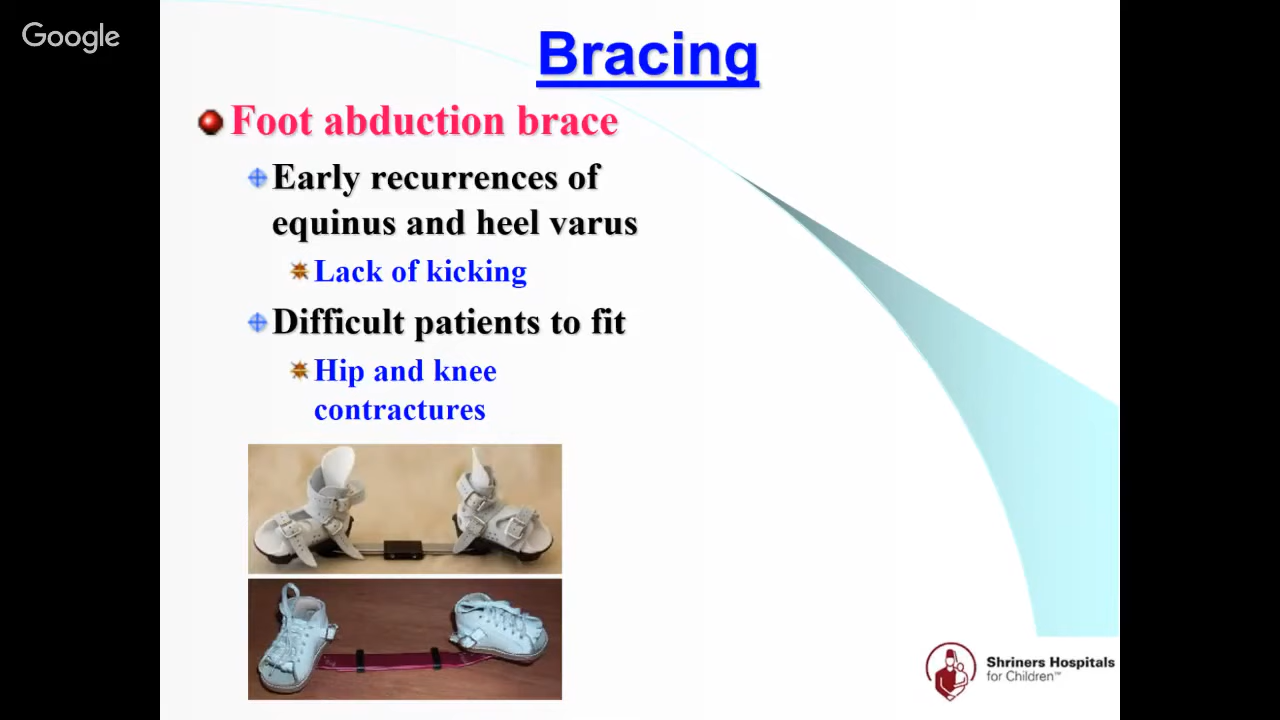 Google
Bracing
Foot abduction brace
Early recurrences of
equinus and heel varus
Lack of kicking
Difficult patients to fit
Hip and knee
contractures
Shriners Hospitals
for Children™